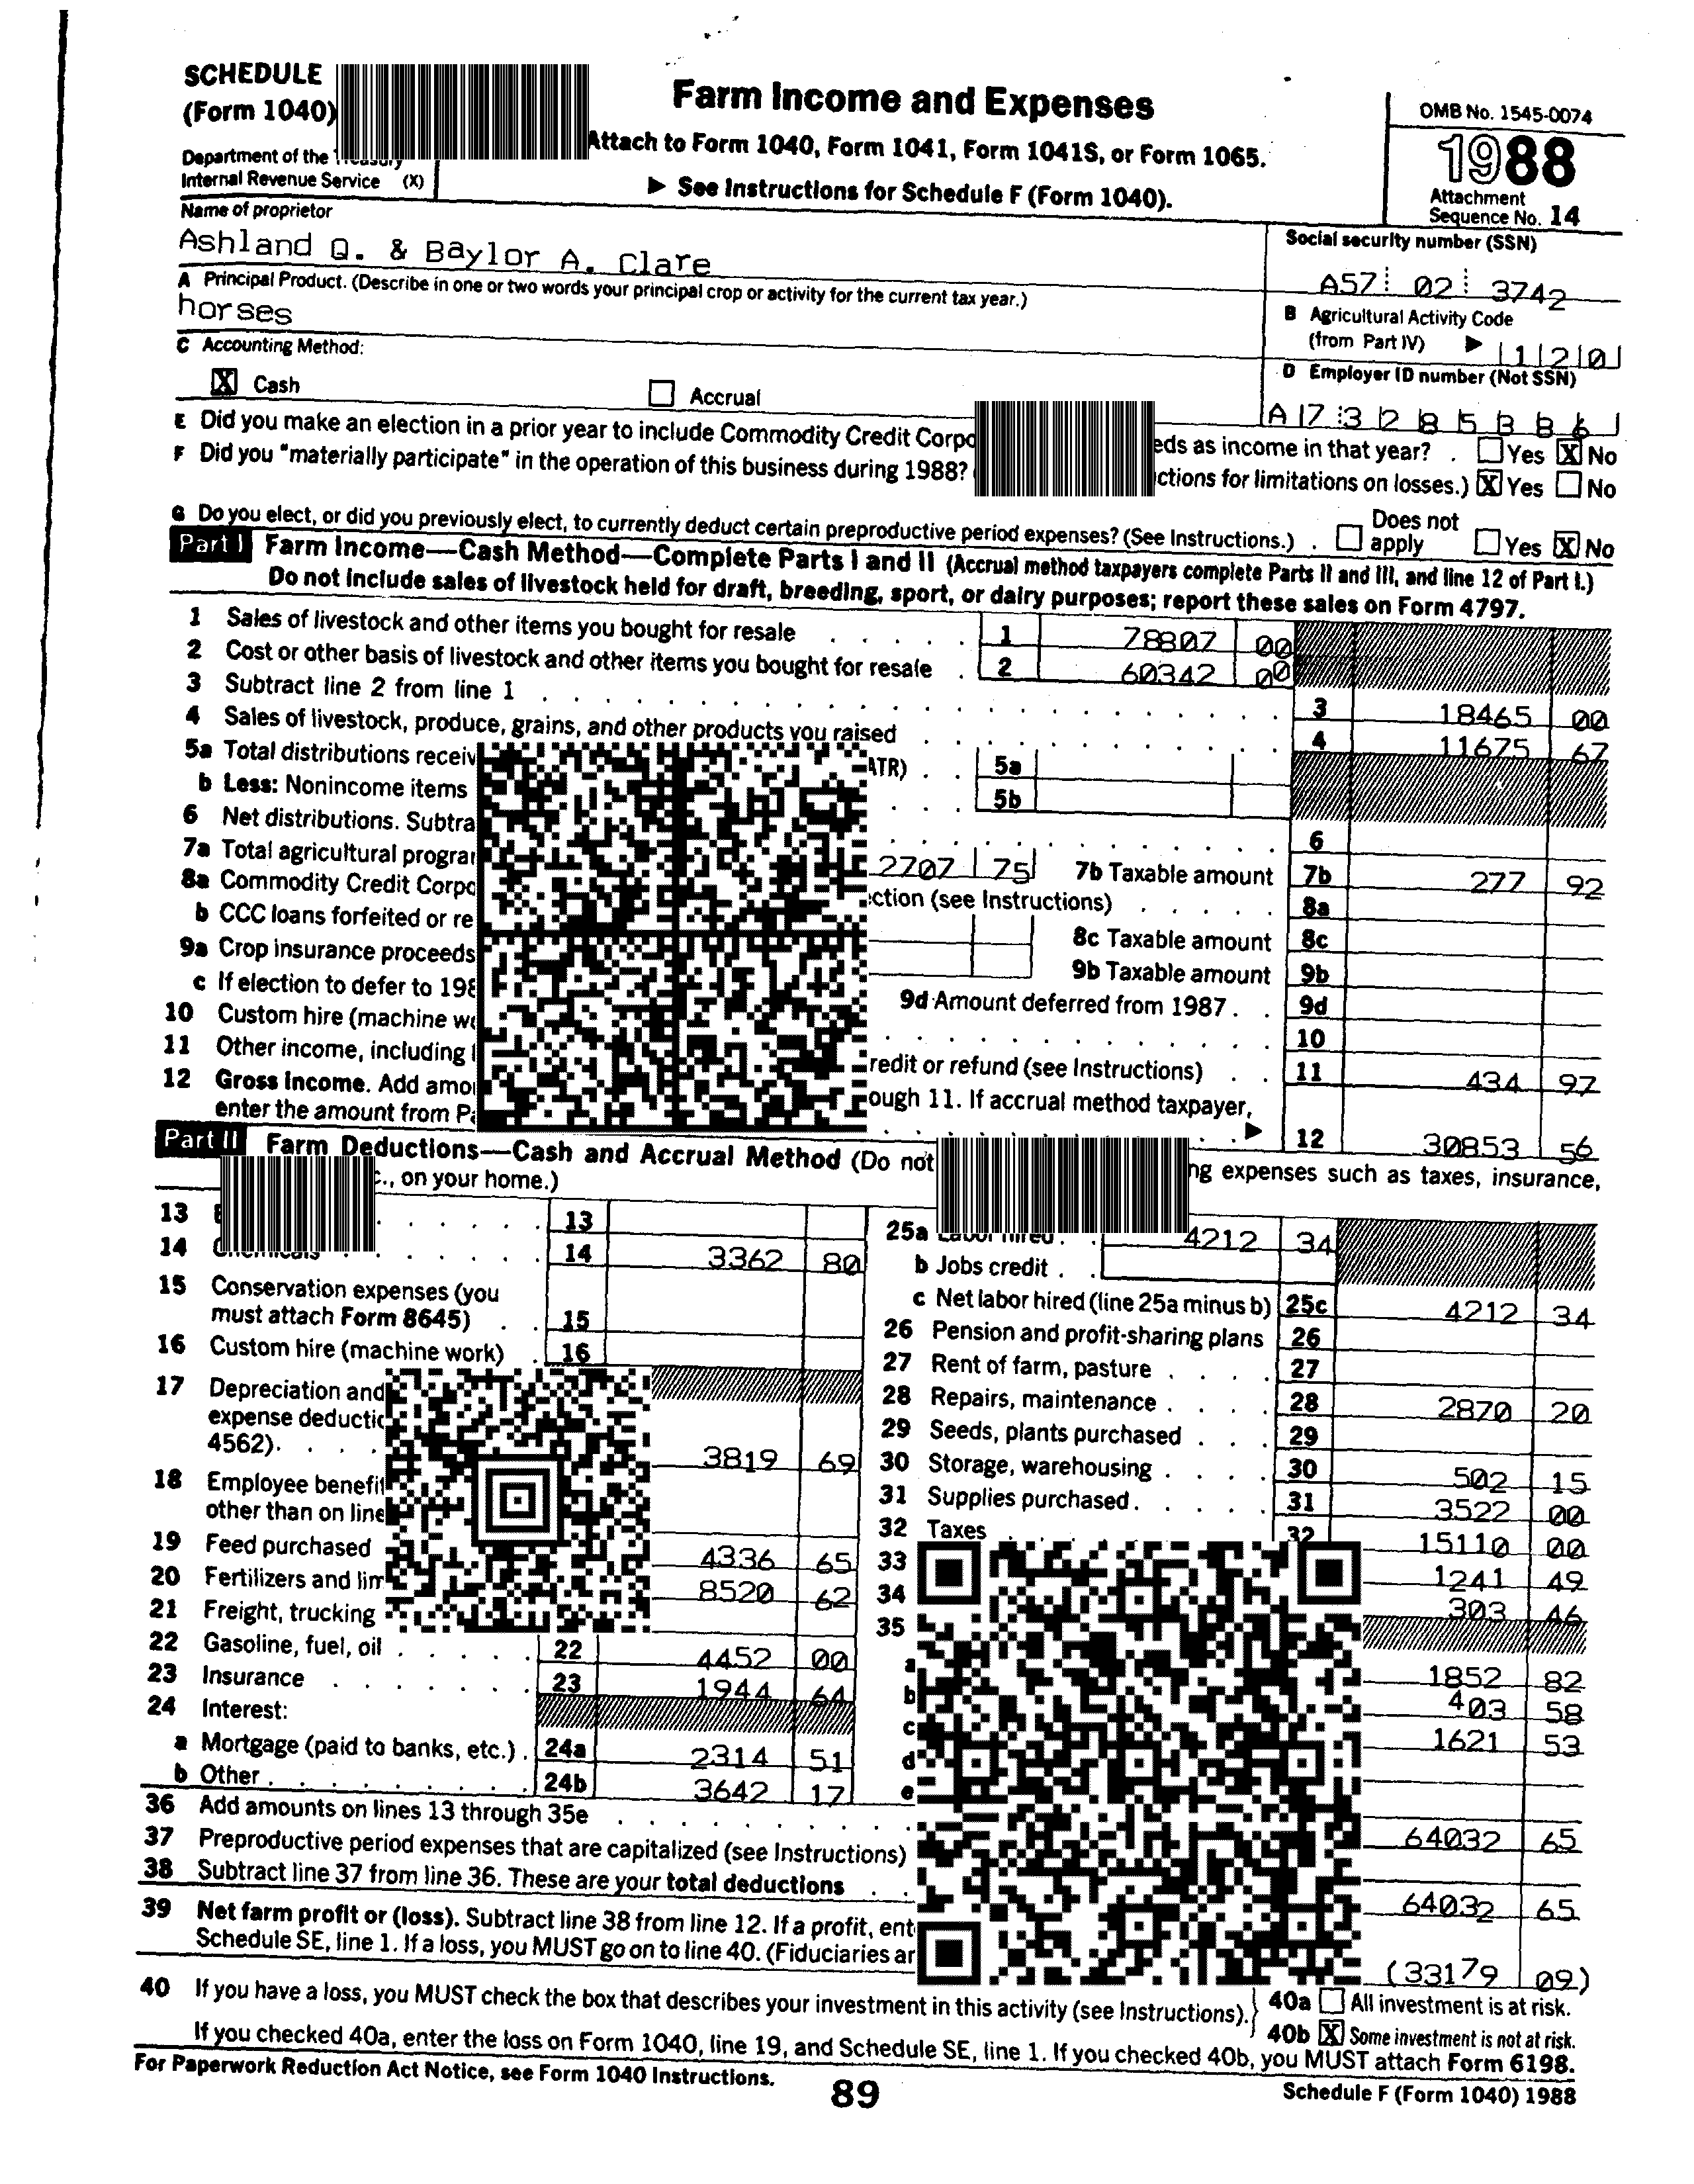 SCHEDULE
(Form 1040)
Department of the Treasury
Internal Revenue Service (X)
Farm Income and Expenses
Attach to Form 1040, Form 1041, Form 1041S, or Form 1065.
▶ See Instructions for Schedule F (Form 1040).
OMB No. 1545-0074
1988
Attachment
Sequence No. 14
Name of proprietor
Ashland Q. & Baylor A. Clare
Social security number (SSN)
A57 02 3742
A Principal Product. (Describe in one or two words your principal crop or activity for the current tax year.)
horses
B Agricultural Activity Code
(from Part IV) ▶ 1 2 0
C Accounting Method:
X Cash Accrual
D Employer ID number (Not SSN)
A 7 3 2 8 5 3 8 6
E Did you make an election in a prior year to include Commodity Credit Corpo eds as income in that year? . Yes X No
F Did you "materially participate" in the operation of this business during 1988? ctions for limitations on losses.) X Yes No
G Do you elect, or did you previously elect, to currently deduct certain preproductive period expenses? (See Instructions.) . Does not apply Yes X No
Part I Farm Income—Cash Method—Complete Parts I and II (Accrual method taxpayers complete Parts II and III, and line 12 of Part I.)
Do not include sales of livestock held for draft, breeding, sport, or dairy purposes; report these sales on Form 4797.
1 Sales of livestock and other items you bought for resale . . . . . 1 78807 00
2 Cost or other basis of livestock and other items you bought for resale . 2 60342 00
3 Subtract line 2 from line 1 . . . . . 3 18465 00
4 Sales of livestock, produce, grains, and other products you raised . . . . . 4 11675 67
5a Total distributions receiv ATR) . . 5a
b Less: Nonincome items . . . 5b
6 Net distributions. Subtra . . . . . 6
7a Total agricultural prograr 2707 75 7b Taxable amount 7b 277 92
8a Commodity Credit Corpo ction (see Instructions) . . . . . 8a
b CCC loans forfeited or re 8c Taxable amount 8c
9a Crop insurance proceeds 9b Taxable amount 9b
c If election to defer to 198 9d Amount deferred from 1987 . . 9d
10 Custom hire (machine wo . . . . . 10
11 Other income, including redit or refund (see Instructions) . . 11 434 97
12 Gross income. Add amou ough 11. If accrual method taxpayer,
enter the amount from Pa . . . . . ▶ 12 30853 56
Part II Farm Deductions—Cash and Accrual Method (Do not ng expenses such as taxes, insurance,
c., on your home.)
13 . . . . . 13
14 Chemicals . . . . . 14 3362 80
15 Conservation expenses (you
must attach Form 8645) . . 15
16 Custom hire (machine work) . 16
17 Depreciation and
expense deductio
4562). . . . 3819 69
18 Employee benefit
other than on line
19 Feed purchased 4336 65
20 Fertilizers and lim 8520 62
21 Freight, trucking
22 Gasoline, fuel, oil . . . . . 22 4452 00
23 Insurance . . . . . . . 23 1944 64
24 Interest:
a Mortgage (paid to banks, etc.) . 24a 2314 51
b Other . . . . . . . . . 24b 3642 17
25a Labor hired . . 4212 34
b Jobs credit . .
c Net labor hired (line 25a minus b) 25c 4212 34
26 Pension and profit-sharing plans 26
27 Rent of farm, pasture . . . . 27
28 Repairs, maintenance . . . . 28 2870 20
29 Seeds, plants purchased . . . 29
30 Storage, warehousing . . . . 30 502 15
31 Supplies purchased . . . . . 31 3522 00
32 Taxes . 32 15110 00
33 1241 49
34 303 46
35
a 1852 82
b 403 58
c 1621 53
d
e
36 Add amounts on lines 13 through 35e . . . . . 64032 65
37 Preproductive period expenses that are capitalized (see Instructions)
38 Subtract line 37 from line 36. These are your total deductions . . 64032 65
39 Net farm profit or (loss). Subtract line 38 from line 12. If a profit, ent
Schedule SE, line 1. If a loss, you MUST go on to line 40. (Fiduciaries ar (33179 09)
40 If you have a loss, you MUST check the box that describes your investment in this activity (see Instructions). 40a All investment is at risk.
40b X Some investment is not at risk.
If you checked 40a, enter the loss on Form 1040, line 19, and Schedule SE, line 1. If you checked 40b, you MUST attach Form 6198.
For Paperwork Reduction Act Notice, see Form 1040 Instructions.
89
Schedule F (Form 1040) 1988